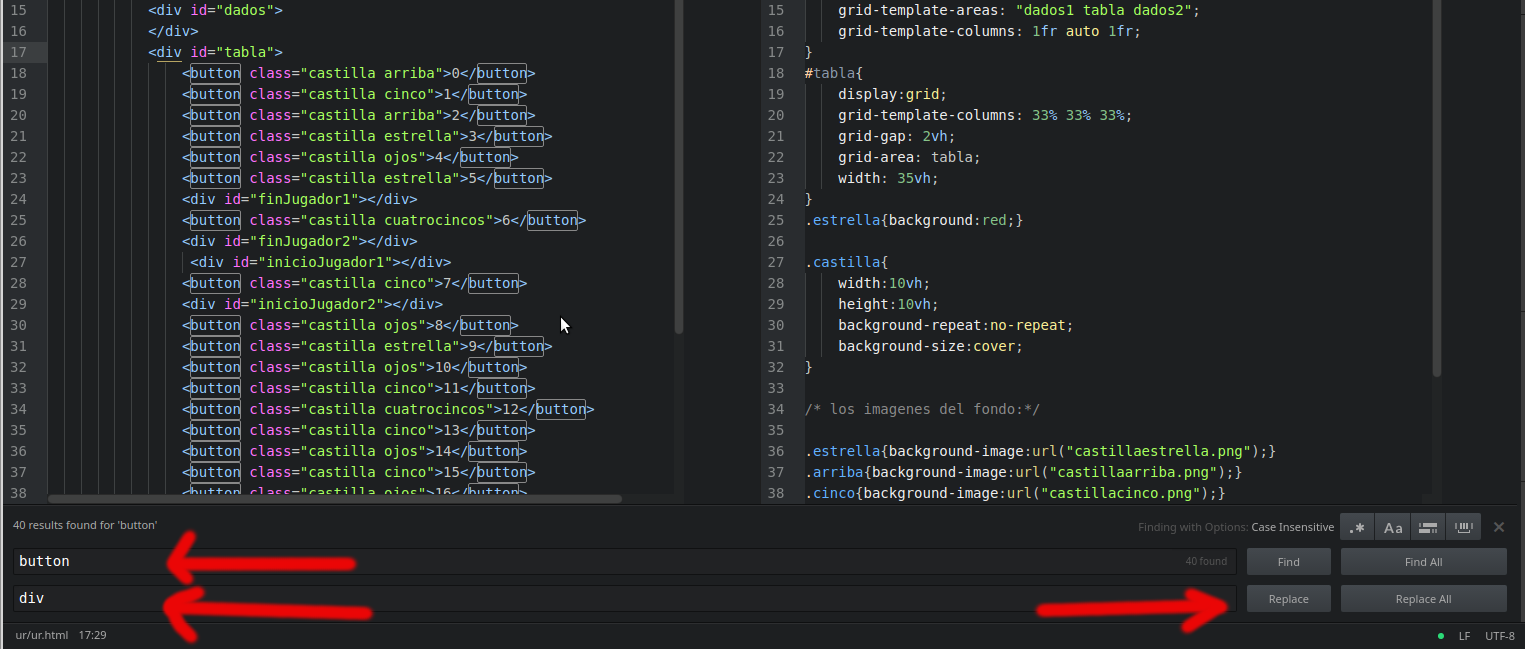 15 <div id="dados">
16 </div>
17 <div id="tabla">
18 <button class="castilla arriba">0</button>
19 <button class="castilla cinco">1</button>
20 <button class="castilla arriba">2</button>
21 <button class="castilla estrella">3</button>
22 <button class="castilla ojos">4</button>
23 <button class="castilla estrella">5</button>
24 <div id="finJugador1"></div>
25 <button class="castilla cuatrocincos">6</button>
26 <div id="finJugador2"></div>
27 <div id="inicioJugador1"></div>
28 <button class="castilla cinco">7</button>
29 <div id="inicioJugador2"></div>
30 <button class="castilla ojos">8</button>
31 <button class="castilla estrella">9</button>
32 <button class="castilla ojos">10</button>
33 <button class="castilla cinco">11</button>
34 <button class="castilla cuatrocincos">12</button>
35 <button class="castilla cinco">13</button>
36 <button class="castilla ojos">14</button>
37 <button class="castilla cinco">15</button>
38 <button class="castilla ojos">16</button>
15 grid-template-areas: "dados1 tabla dados2";
16 grid-template-columns: 1fr auto 1fr;
17 }
18 #tabla{
19 display:grid;
20 grid-template-columns: 33% 33% 33%;
21 grid-gap: 2vh;
22 grid-area: tabla;
23 width: 35vh;
24 }
25 .estrella{background:red;}
26
27 .castilla{
28 width:10vh;
29 height:10vh;
30 background-repeat:no-repeat;
31 background-size:cover;
32 }
33
34 /* los imagenes del fondo:*/
35
36 .estrella{background-image:url("castillaestrella.png");}
37 .arriba{background-image:url("castillaarriba.png");}
38 .cinco{background-image:url("castillacinco.png");}
40 results found for 'button'
Finding with Options: Case Insensitive
.* Aa
button
40 found
Find
Find All
div
Replace
Replace All
ur/ur.html 17:29
LF UTF-8